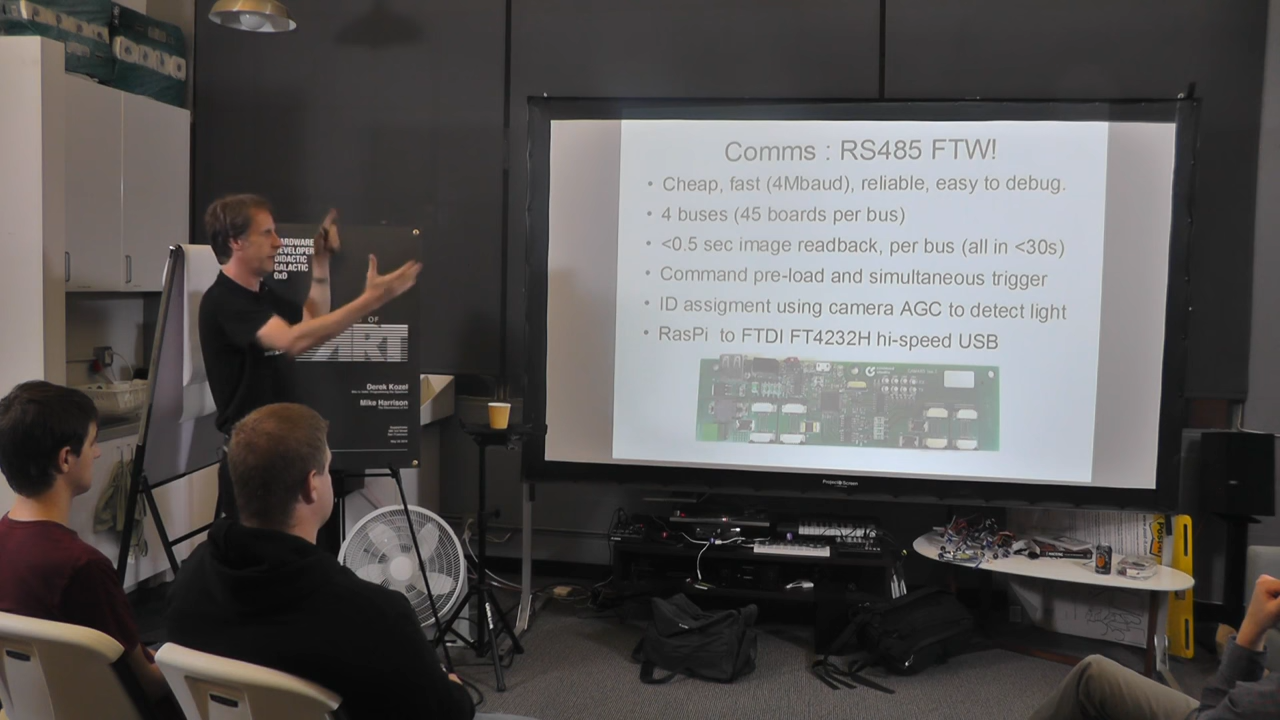 Comms : RS485 FTW!
• Cheap, fast (4Mbaud), reliable, easy to debug.
• 4 buses (45 boards per bus)
• <0.5 sec image readback, per bus (all in <30s)
• Command pre-load and simultaneous trigger
• ID assigment using camera AGC to detect light
• RasPi to FTDI FT4232H hi-speed USB
HARDWARE
DEVELOPER
DIDACTIC
GALACTIC
0xD
OF
ART
Derek Kozel
Mike Harrison